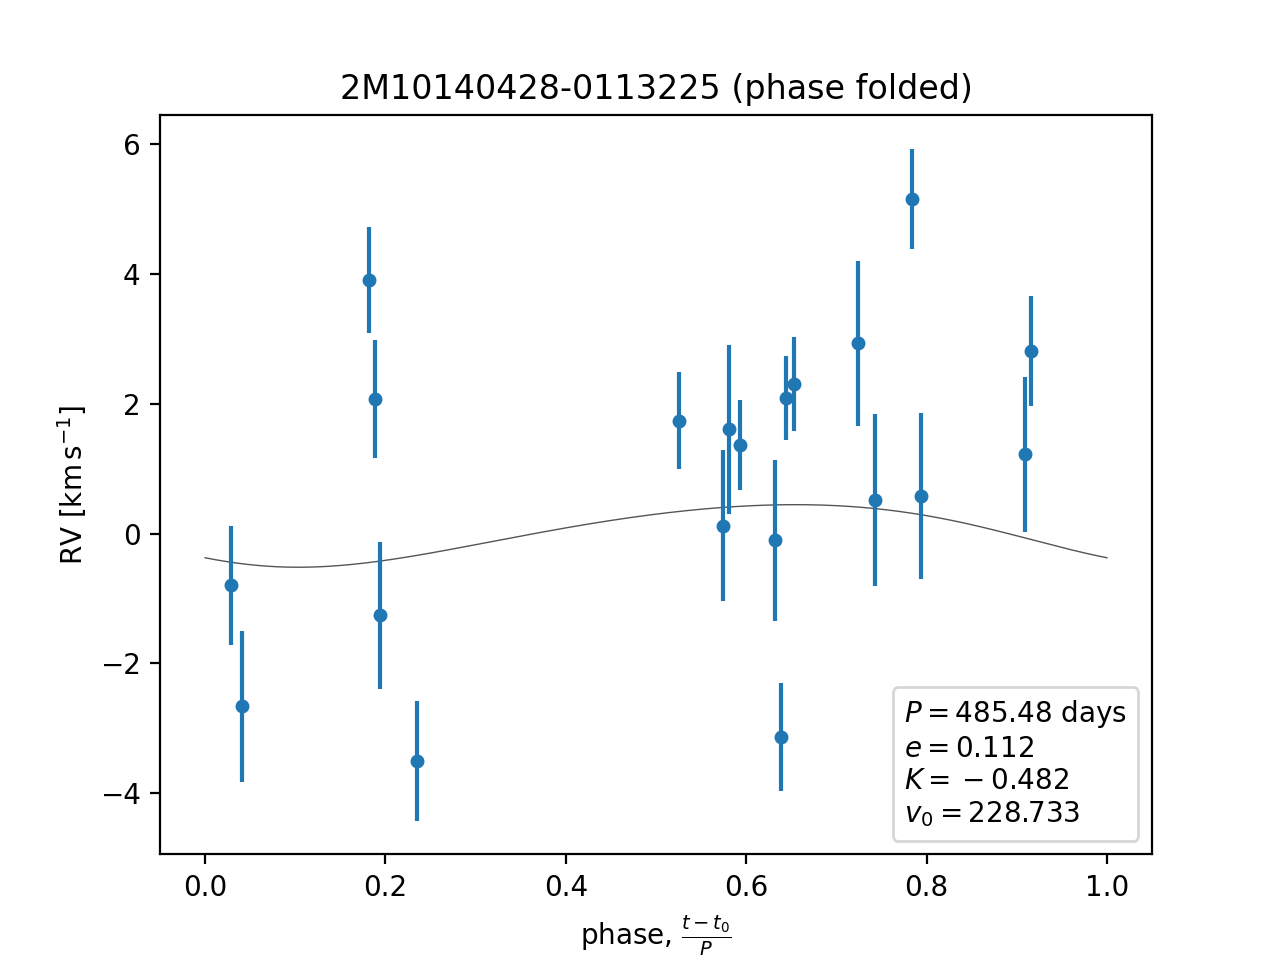 2M10140428-0113225 (phase folded)
6
4
2
0
−2
−4
RV [km s⁻¹]
P = 485.48 days
e = 0.112
K = −0.482
v₀ = 228.733
0.0 0.2 0.4 0.6 0.8 1.0
phase, (t − t₀)/P